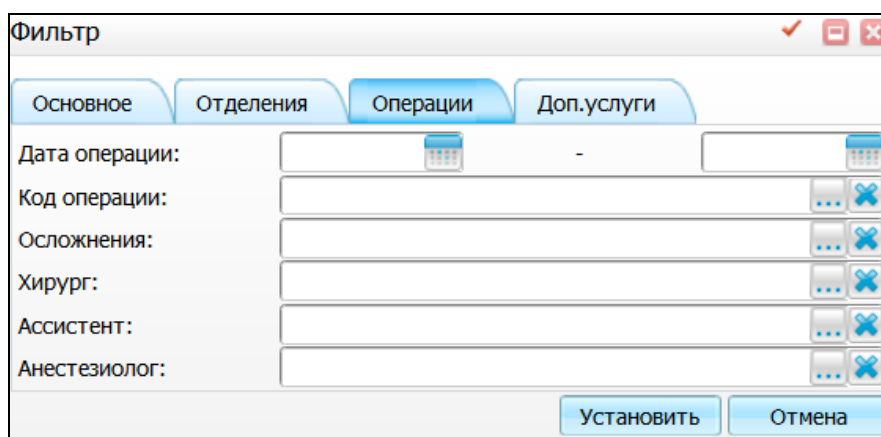 Фильтр
Основное Отделения Операции Доп.услуги
Дата операции: -
Код операции: ...
Осложнения: ...
Хирург: ...
Ассистент: ...
Анестезиолог: ...
Установить Отмена